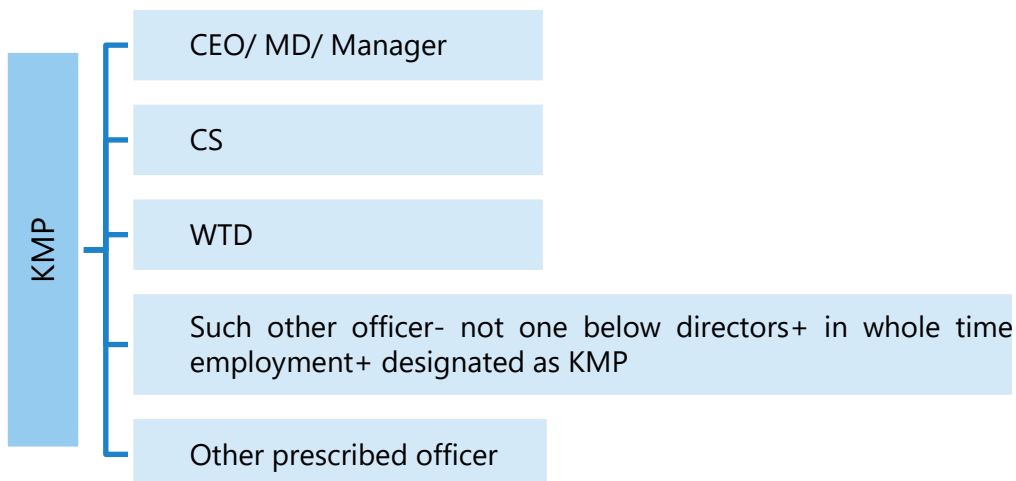 KMP
CEO/ MD/ Manager
CS
WTD
Such other officer- not one below directors+ in whole time
employment+ designated as KMP
Other prescribed officer